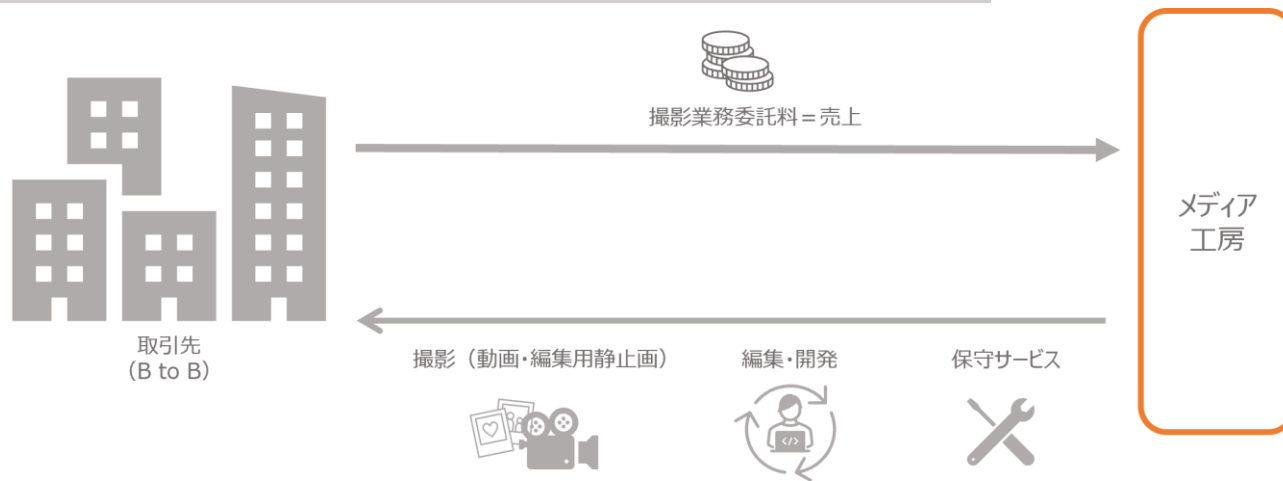 撮影業務委託料＝売上
メディア
工房
取引先
（B to B）
撮影（動画・編集用静止画）
編集・開発
保守サービス